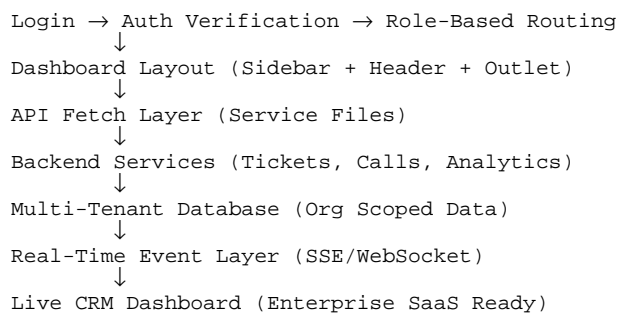 Login → Auth Verification → Role-Based Routing
↓
Dashboard Layout (Sidebar + Header + Outlet)
↓
API Fetch Layer (Service Files)
↓
Backend Services (Tickets, Calls, Analytics)
↓
Multi-Tenant Database (Org Scoped Data)
↓
Real-Time Event Layer (SSE/WebSocket)
↓
Live CRM Dashboard (Enterprise SaaS Ready)